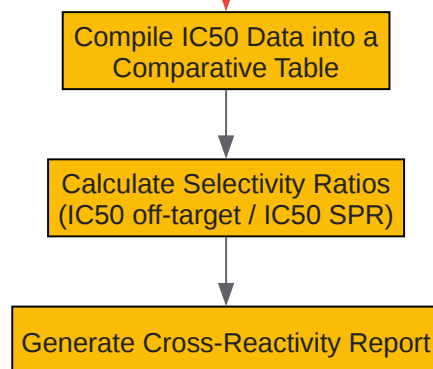 Compile IC50 Data into a
Comparative Table
Calculate Selectivity Ratios
(IC50 off-target / IC50 SPR)
Generate Cross-Reactivity Report